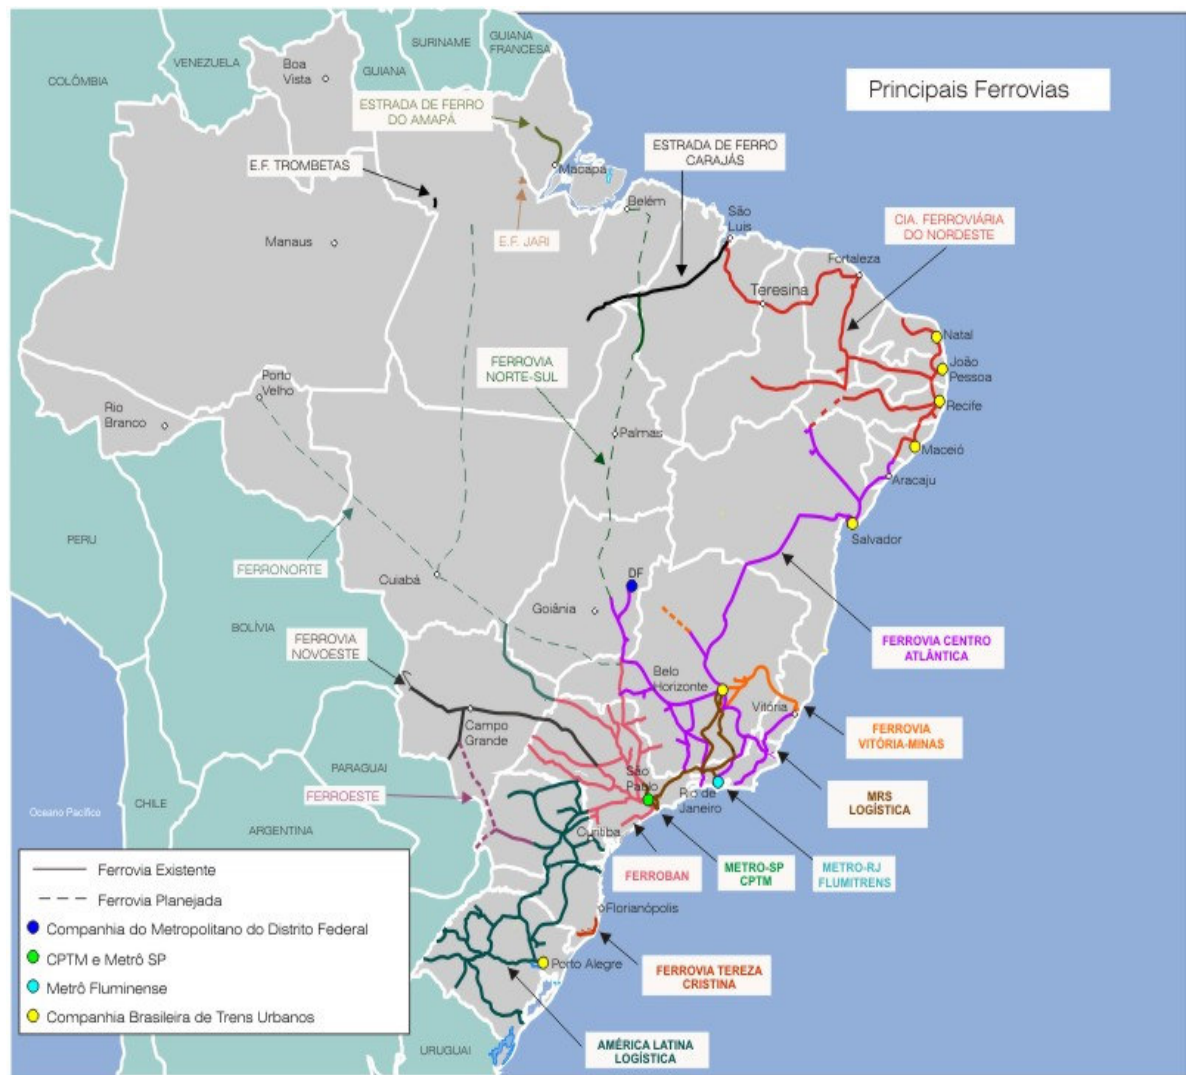 Principais Ferrovias
COLÔMBIA
VENEZUELA
GUIANA
SURINAME
GUIANA
FRANCESA
Boa
Vista
ESTRADA DE FERRO
DO AMAPÁ
E.F. TROMBETAS
ESTRADA DE FERRO
CARAJÁS
Macapá
Belém
São
Luis
CIA. FERROVIÁRIA
DO NORDESTE
Manaus
E.F. JARI
Fortaleza
Teresina
Natal
João
Pessoa
Recife
Maceió
Aracaju
Salvador
FERROVIA
NORTE-SUL
Porto
Velho
Rio
Branco
Palmas
PERU
FERRONORTE
Cuiabá
DF
Goiânia
BOLÍVIA
FERROVIA
NOVOESTE
FERROVIA CENTRO
ATLÂNTICA
Belo
Horizonte
Vitória
FERROVIA
VITÓRIA-MINAS
Campo
Grande
PARAGUAI
São
Pablo
Rio de
Janeiro
MRS
LOGÍSTICA
FERROESTE
CHILE
Oceano Pacífico
ARGENTINA
Curitiba
FERROBAN
METRO-SP
CPTM
METRO-RJ
FLUMITRENS
Florianópolis
Porto Alegre
FERROVIA TEREZA
CRISTINA
AMÉRICA LATINA
LOGÍSTICA
URUGUAI
Ferrovia Existente
Ferrovia Planejada
Companhia do Metropolitano do Distrito Federal
CPTM e Metrô SP
Metrô Fluminense
Companhia Brasileira de Trens Urbanos